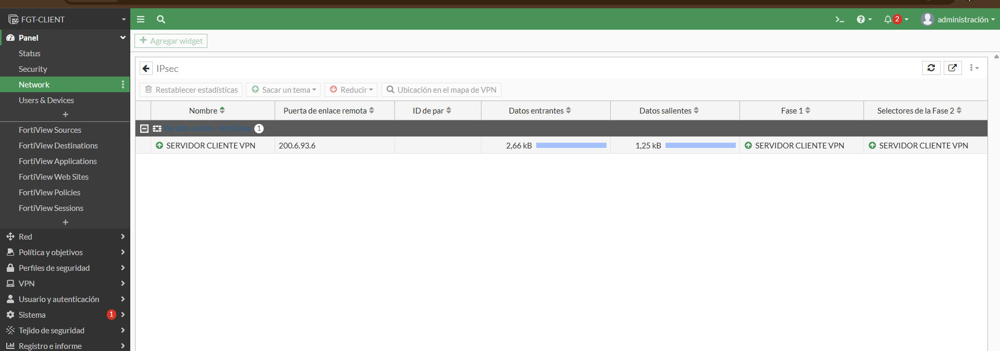 FGT-CLIENT
2
administración
Panel
Status
Security
Network
Users & Devices
FortiView Sources
FortiView Destinations
FortiView Applications
FortiView Web Sites
FortiView Policies
FortiView Sessions
Red
Política y objetivos
Perfiles de seguridad
VPN
Usuario y autenticación
Sistema 1
Tejido de seguridad
Registro e informe
Agregar widget
IPsec
Restablecer estadísticas Sacar un tema Reducir Ubicación en el mapa de VPN
Nombre Puerta de enlace remota ID de par Datos entrantes Datos salientes Fase 1 Selectores de la Fase 2
De sitio a sitio - FortiGate 1
SERVIDOR CLIENTE VPN 200.6.93.6 2,66 kB 1,25 kB SERVIDOR CLIENTE VPN SERVIDOR CLIENTE VPN